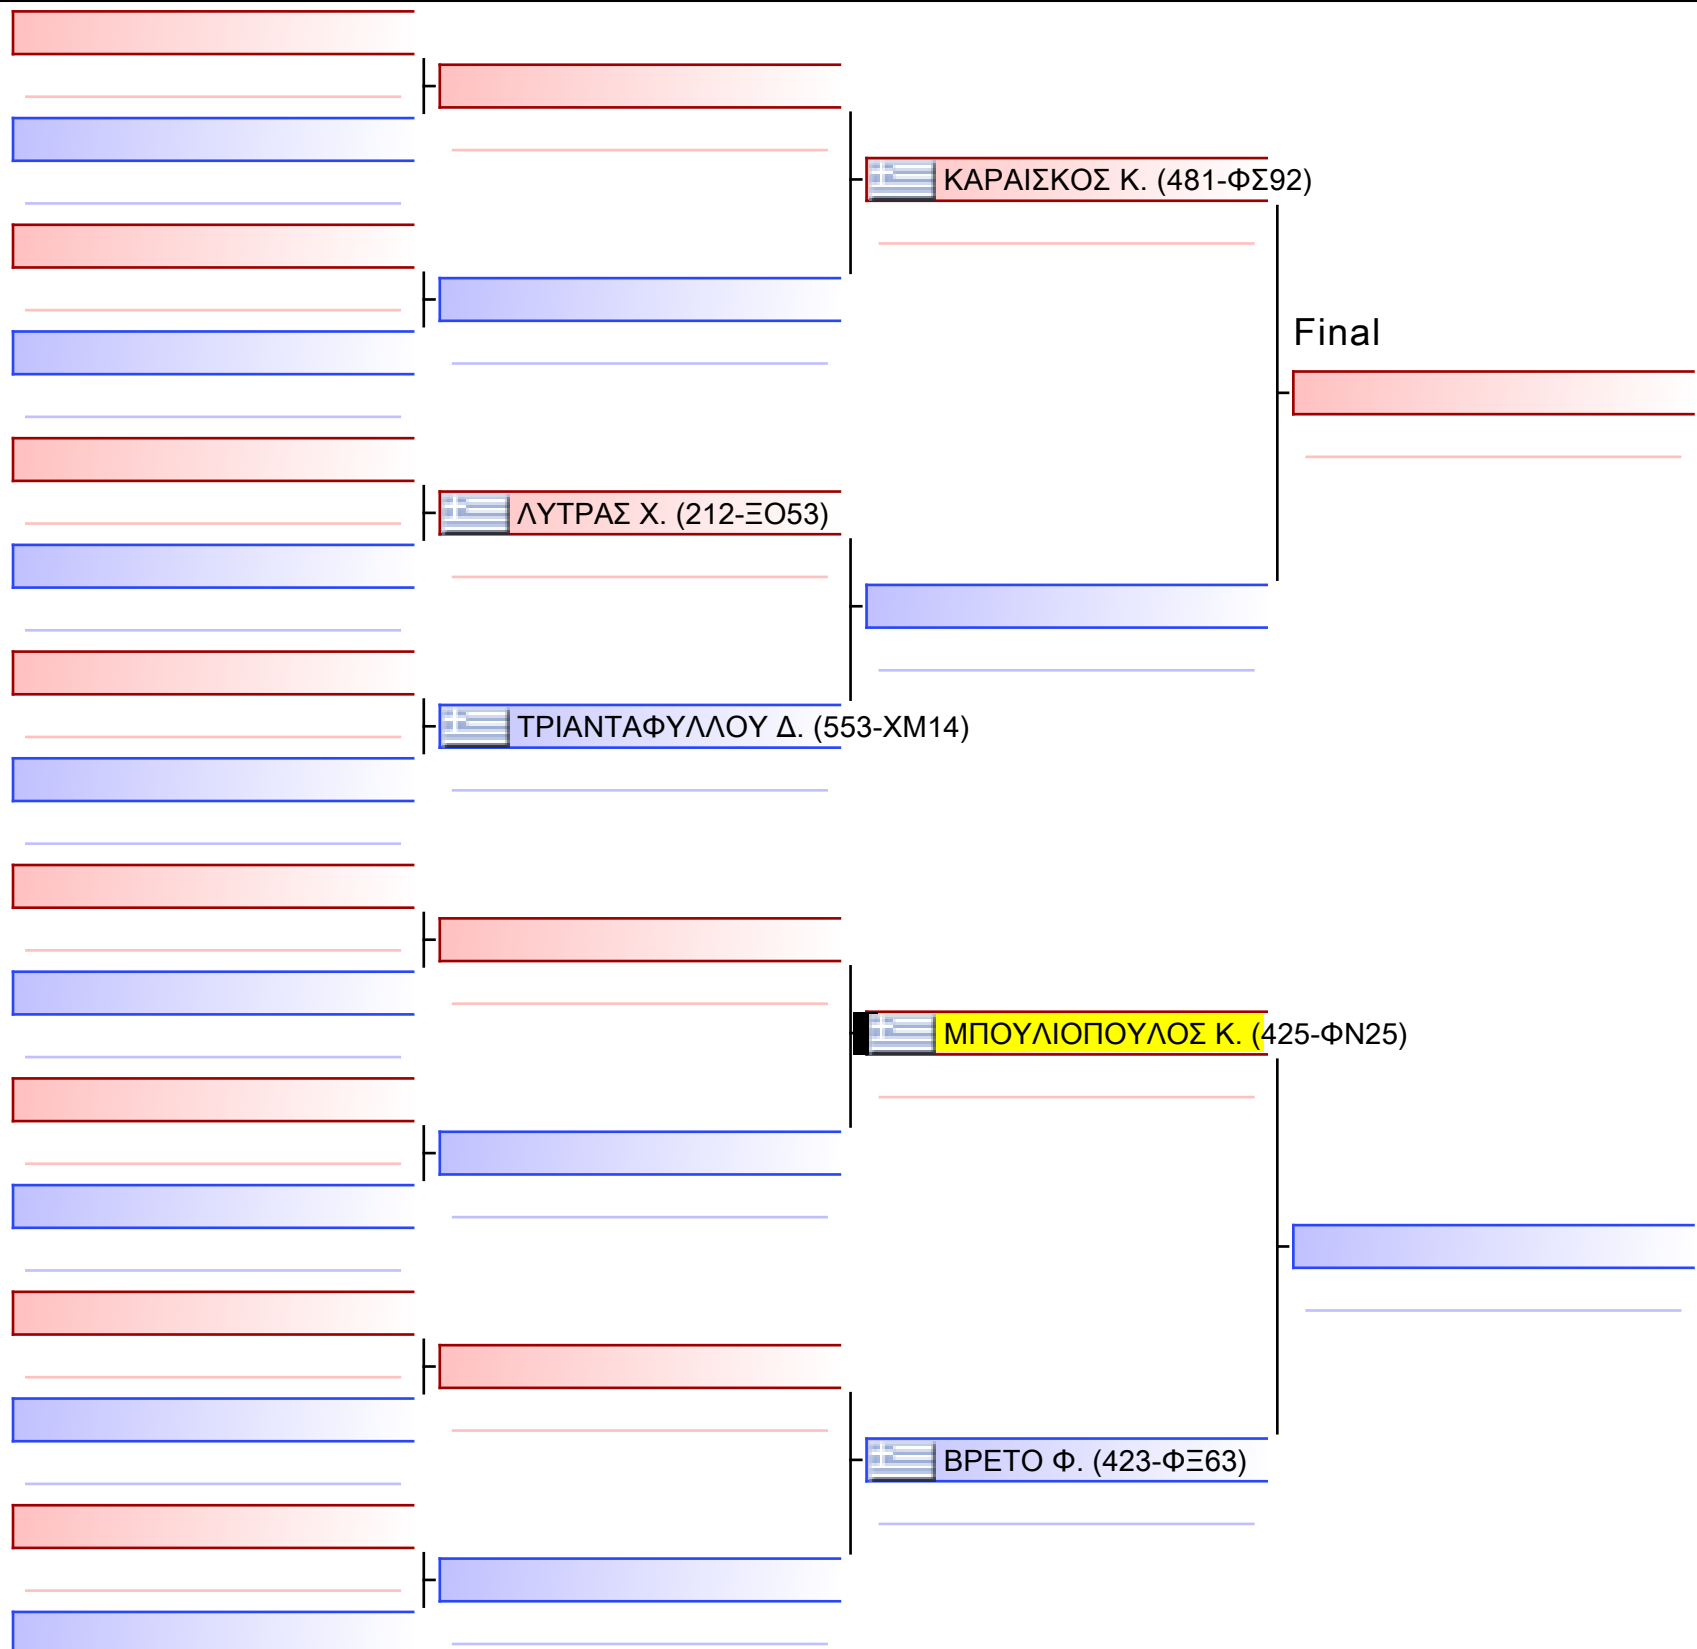 ΚΑΡΑΙΣΚΟΣ Κ. (481-ΦΣ92)
Final
ΛΥΤΡΑΣ Χ. (212-ΞΟ53)
ΤΡΙΑΝΤΑΦΥΛΛΟΥ Δ. (553-ΧΜ14)
ΜΠΟΥΛΙΟΠΟΥΛΟΣ Κ. (425-ΦΝ25)
ΒΡΕΤΟ Φ. (423-ΦΞ63)